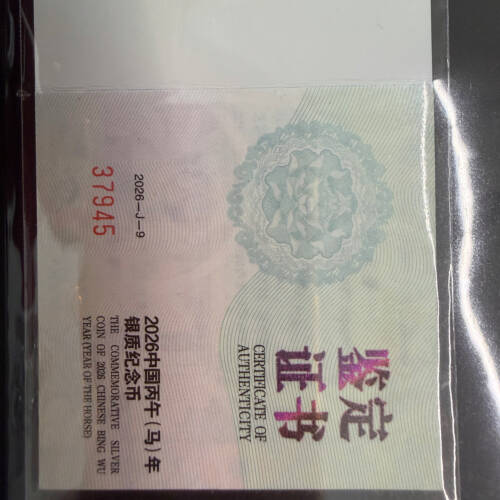 鉴定
证书
CERTIFICATE OF
AUTHENTICITY
2026-J-9
37945
2026中国丙午(马)年
银质纪念币
THE COMMEMORATIVE SILVER
COIN OF 2026 CHINESE BING WU
YEAR (YEAR OF THE HORSE)